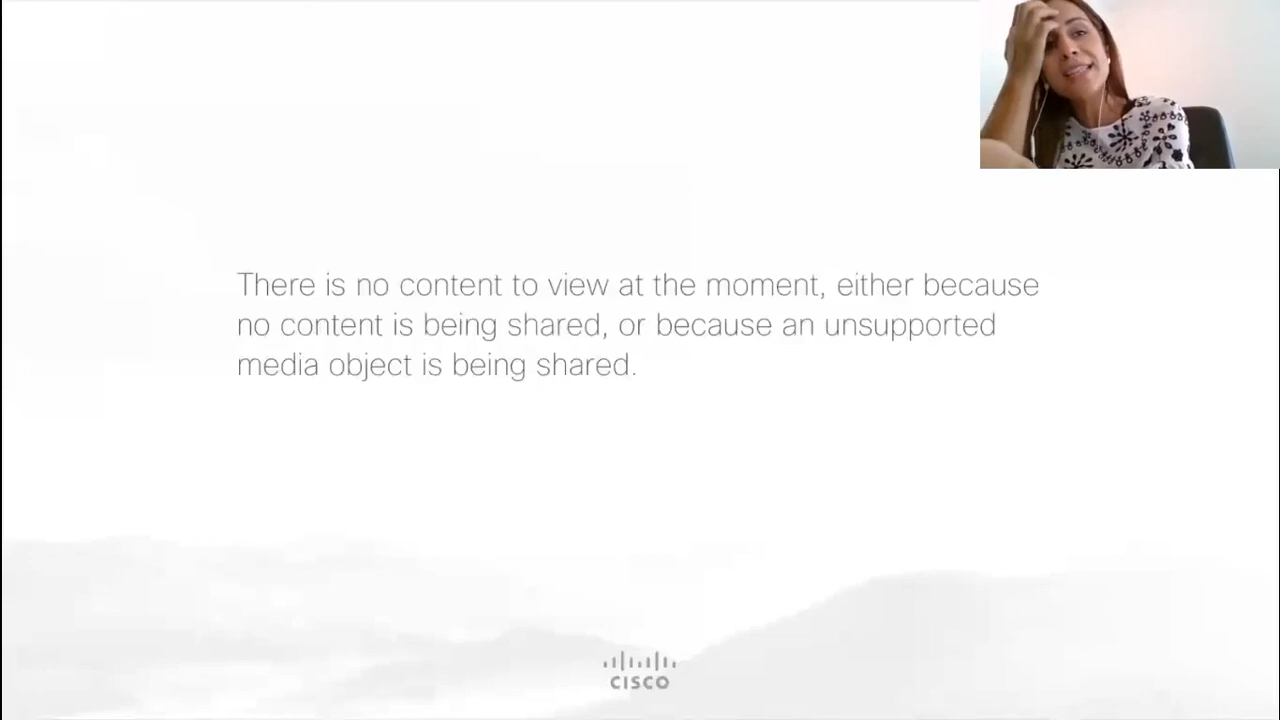 There is no content to view at the moment, either because
no content is being shared, or because an unsupported
media object is being shared.
CISCO